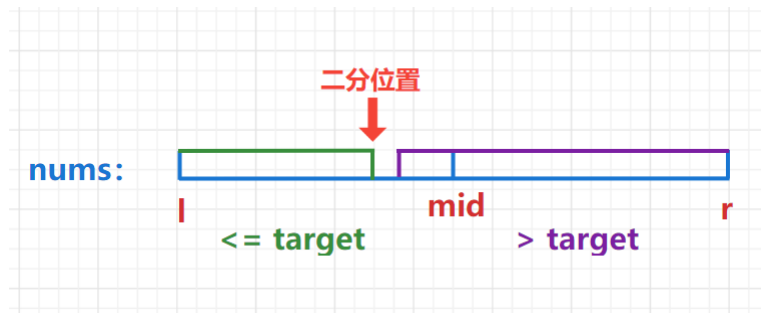 二分位置
nums：
l
mid
r
<= target
> target